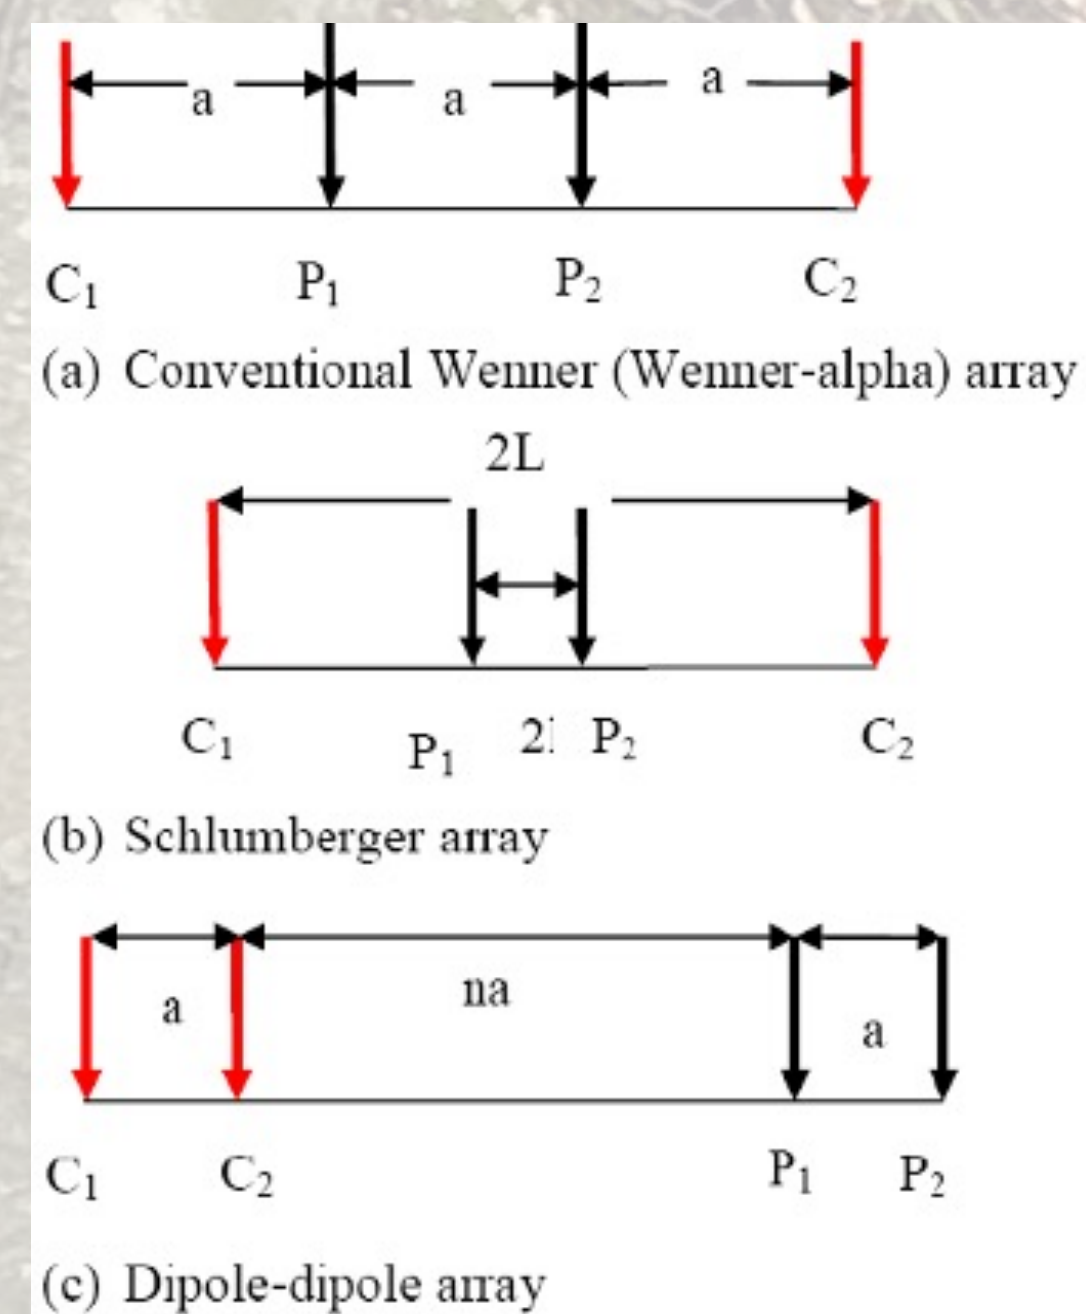 a a a
C₁ P₁ P₂ C₂
(a) Conventional Wenner (Wenner-alpha) array
2L
C₁ P₁ P₂ C₂
(b) Schlumberger array
a na a
C₁ C₂ P₁ P₂
(c) Dipole-dipole array